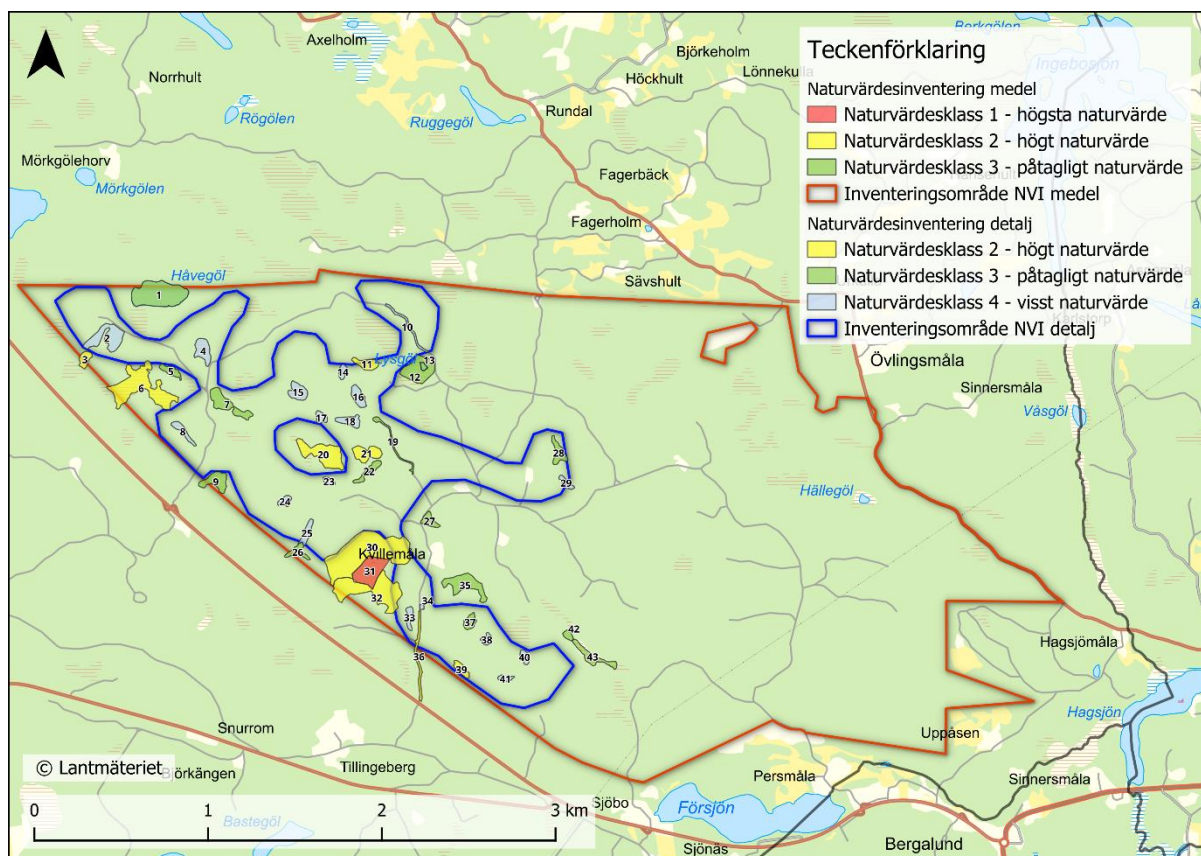 Berkgölen
Axelholm
Björkeholm
Norrhult
Höckhult
Lönnekulla
Rögölen
Ruggegöl
Rundal
Mörkgölehorv
Fagerbäck
Mörkgölen
Fagerholm
Håvegöl
Sävshult
Teckenförklaring
Ingebosjön
Naturvärdesinventering medel
Naturvärdesklass 1 - högsta naturvärde
Naturvärdesklass 2 - högt naturvärde
Naturvärdesklass 3 - påtagligt naturvärde
Inventeringsområde NVI medel
Naturvärdesinventering detalj
Naturvärdesklass 2 - högt naturvärde
Naturvärdesklass 3 - påtagligt naturvärde
Naturvärdesklass 4 - visst naturvärde
Inventeringsområde NVI detalj
Karlstorp
1
10
2
4
Lysgöl
3
5
11
13
14
12
Övlingsmåla
6
15
16
Sinnersmåla
7
17
18
Våsgöl
8
19
20
21
28
22
9
23
29
24
Hällegöl
25
27
26
30
Kvillemåla
31
35
32
34
33
37
42
38
Hagsjömåla
36
40
43
39
41
Hagsjön
Snurrom
Uppåsen
© Lantmäteriet
Björkängen
Tillingeberg
Persmåla
Sinnersmåla
0
1
2
3 km
Sjöbo
Försjön
Bastegöl
Sjönäs
Bergalund